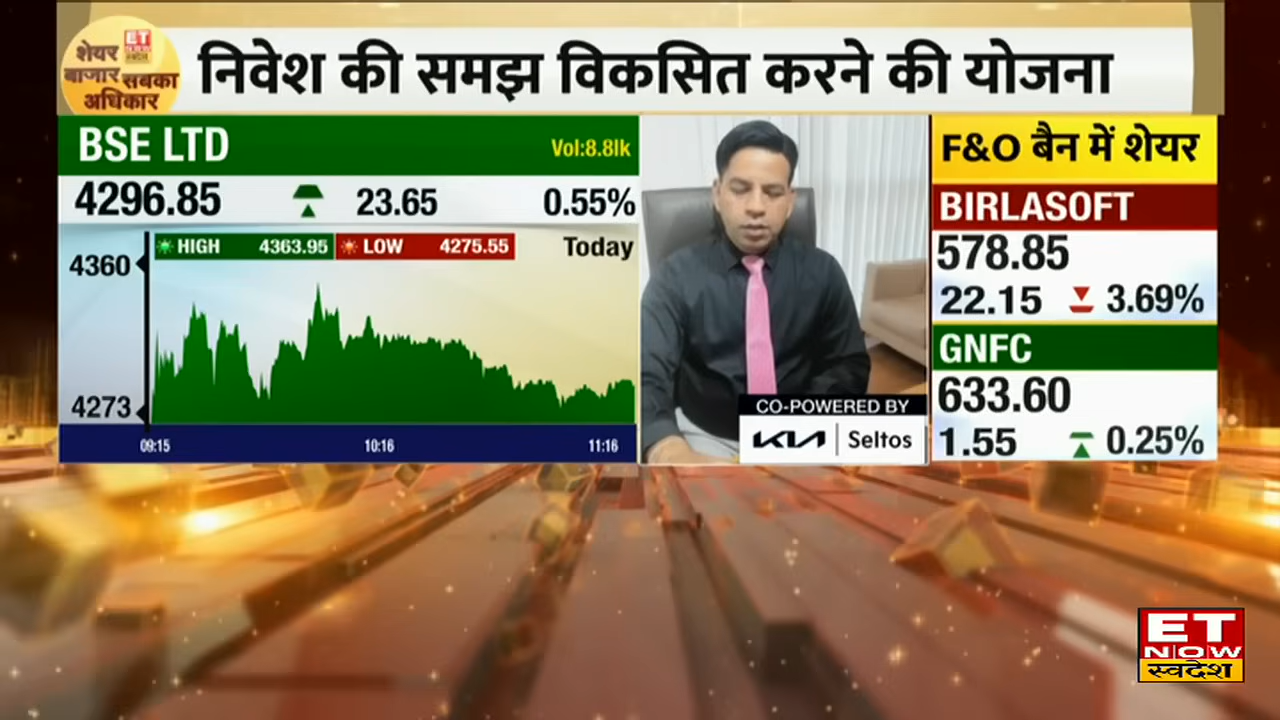 शेयर
ET
NOW
स्वदेश
बाजार सबका
अधिकार
निवेश की समझ विकसित करने की योजना
BSE LTD
Vol:8.8lk
4296.85 23.65 0.55%
HIGH 4363.95 LOW 4275.55 Today
4360
4273
09:15 10:16 11:16
CO-POWERED BY
KIA Seltos
F&O बैन में शेयर
BIRLASOFT
578.85
22.15 3.69%
GNFC
633.60
1.55 0.25%
ET
NOW
स्वदेश